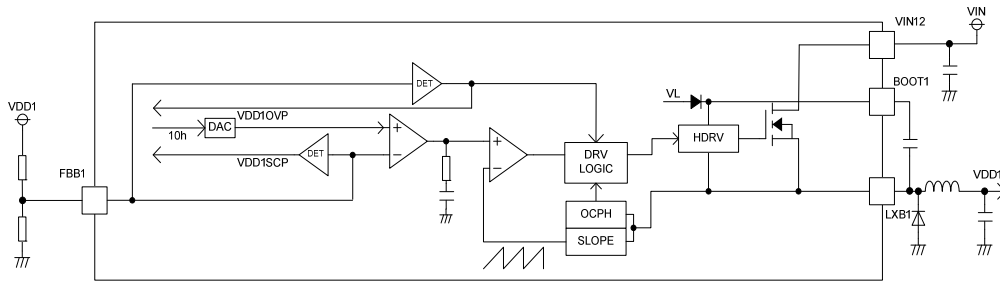 VIN
VIN12
DET
BOOT1
VL
VDD1
VDD1OVP
10h
DAC
+
−
+
−
HDRV
DRV
LOGIC
VDD1SCP
DET
FBB1
VDD1
LXB1
OCPH
SLOPE